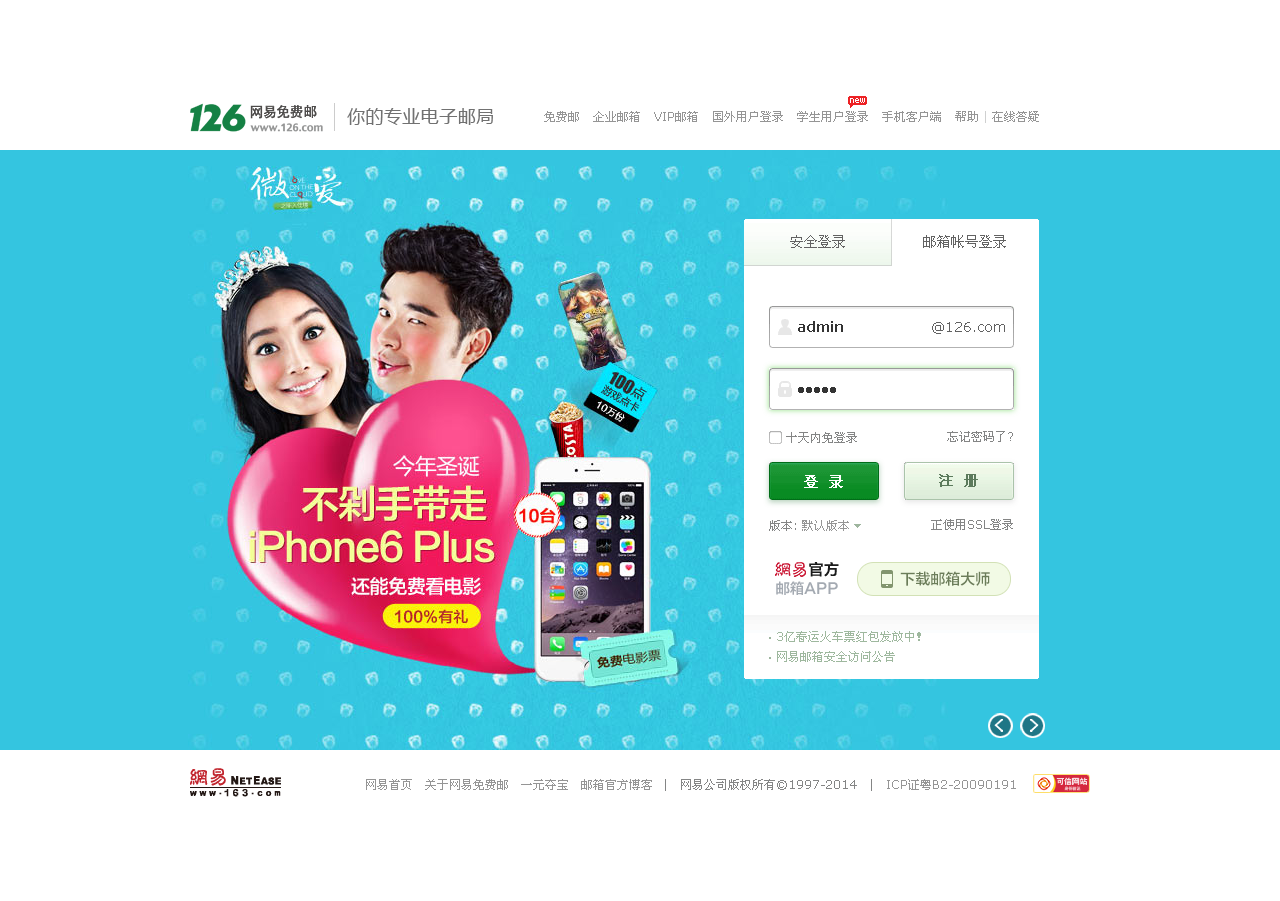 126 网易免费邮
www.126.com
你的专业电子邮局
免费邮 企业邮箱 VIP邮箱 国外用户登录 学生用户登录 new 手机客户端 帮助 | 在线答疑
微爱
LOVE ON THE CLOUD
安全登录
邮箱帐号登录
admin @126.com
•••••
十天内免登录 忘记密码了?
登 录 注 册
版本: 默认版本 正使用SSL登录
網易官方
邮箱APP
下载邮箱大师
· 3亿春运火车票红包发放中!
· 网易邮箱安全访问公告
100点
游戏点卡
10万份
COSTA
今年圣诞
不剁手带走
iPhone6 Plus
10台
还能免费看电影
100%有礼
免费电影票
網易 NETEASE
www.163.com
网易首页 关于网易免费邮 一元夺宝 邮箱官方博客 | 网易公司版权所有©1997-2014 | ICP证粤B2-20090191
可信网站